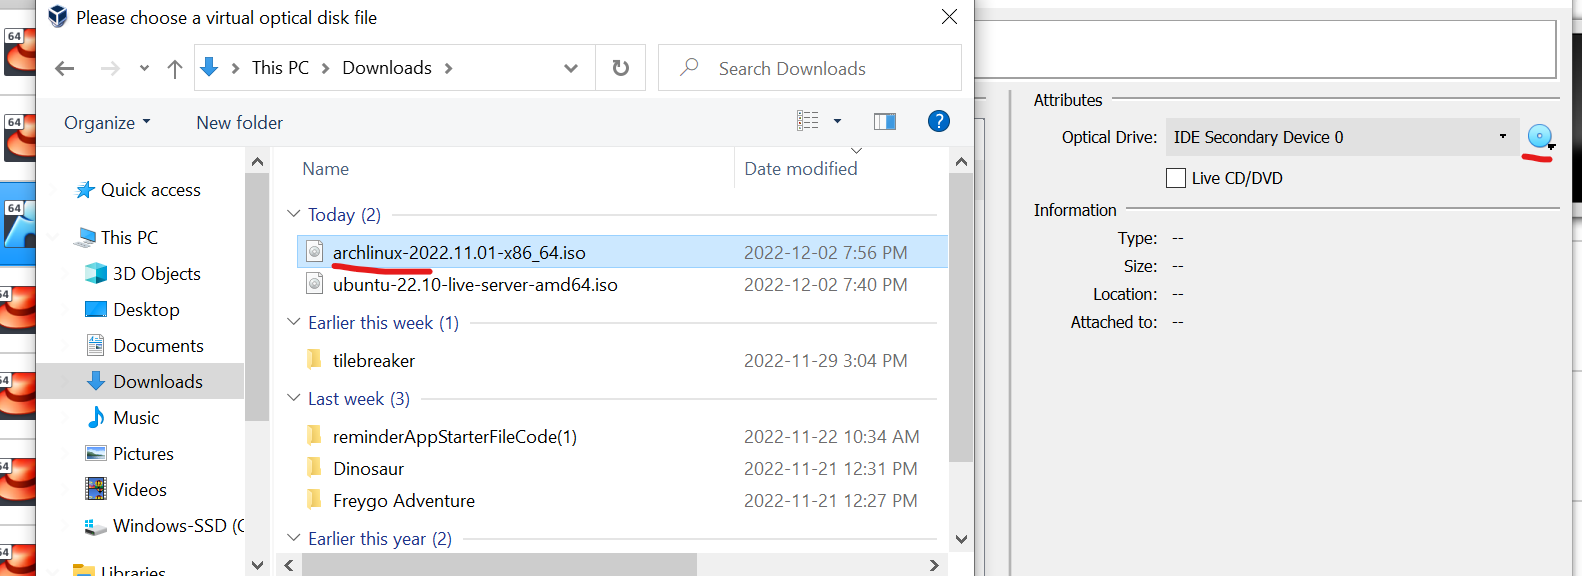 Please choose a virtual optical disk file
This PC
Downloads
Search Downloads
Organize
New folder
?
Quick access
This PC
3D Objects
Desktop
Documents
Downloads
Music
Pictures
Videos
Windows-SSD (C
Libraries
Name
Date modified
Today (2)
archlinux-2022.11.01-x86_64.iso 2022-12-02 7:56 PM
ubuntu-22.10-live-server-amd64.iso 2022-12-02 7:40 PM
Earlier this week (1)
tilebreaker 2022-11-29 3:04 PM
Last week (3)
reminderAppStarterFileCode(1) 2022-11-22 10:34 AM
Dinosaur 2022-11-21 12:31 PM
Freygo Adventure 2022-11-21 12:27 PM
Earlier this year (2)
Attributes
Optical Drive: IDE Secondary Device 0
Live CD/DVD
Information
Type: --
Size: --
Location: --
Attached to: --
64
64
64
64
64
64
64